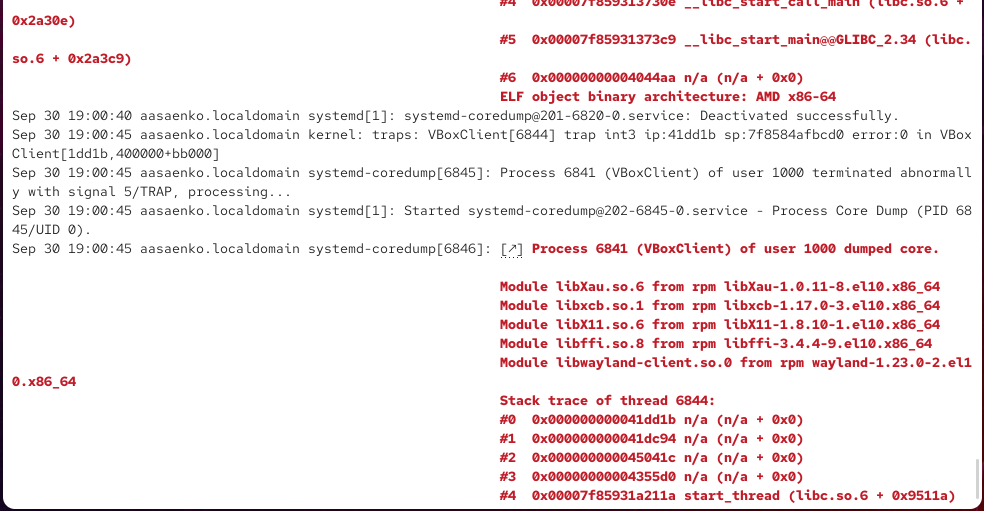 #4  0x00007f859313730e __libc_start_call_main (libc.so.6 +
0x2a30e)
#5  0x00007f85931373c9 __libc_start_main@@GLIBC_2.34 (libc.
so.6 + 0x2a3c9)
#6  0x00000000004044aa n/a (n/a + 0x0)
ELF object binary architecture: AMD x86-64
Sep 30 19:00:40 aasaenko.localdomain systemd[1]: systemd-coredump@201-6820-0.service: Deactivated successfully.
Sep 30 19:00:45 aasaenko.localdomain kernel: traps: VBoxClient[6844] trap int3 ip:41dd1b sp:7f8584afbcd0 error:0 in VBox
Client[1dd1b,400000+bb000]
Sep 30 19:00:45 aasaenko.localdomain systemd-coredump[6845]: Process 6841 (VBoxClient) of user 1000 terminated abnormall
y with signal 5/TRAP, processing...
Sep 30 19:00:45 aasaenko.localdomain systemd[1]: Started systemd-coredump@202-6845-0.service - Process Core Dump (PID 68
45/UID 0).
Sep 30 19:00:45 aasaenko.localdomain systemd-coredump[6846]: [↗] Process 6841 (VBoxClient) of user 1000 dumped core.
Module libXau.so.6 from rpm libXau-1.0.11-8.el10.x86_64
Module libxcb.so.1 from rpm libxcb-1.17.0-3.el10.x86_64
Module libX11.so.6 from rpm libX11-1.8.10-1.el10.x86_64
Module libffi.so.8 from rpm libffi-3.4.4-9.el10.x86_64
Module libwayland-client.so.0 from rpm wayland-1.23.0-2.el1
0.x86_64
Stack trace of thread 6844:
#0  0x000000000041dd1b n/a (n/a + 0x0)
#1  0x000000000041dc94 n/a (n/a + 0x0)
#2  0x000000000045041c n/a (n/a + 0x0)
#3  0x00000000004355d0 n/a (n/a + 0x0)
#4  0x00007f85931a211a start_thread (libc.so.6 + 0x9511a)